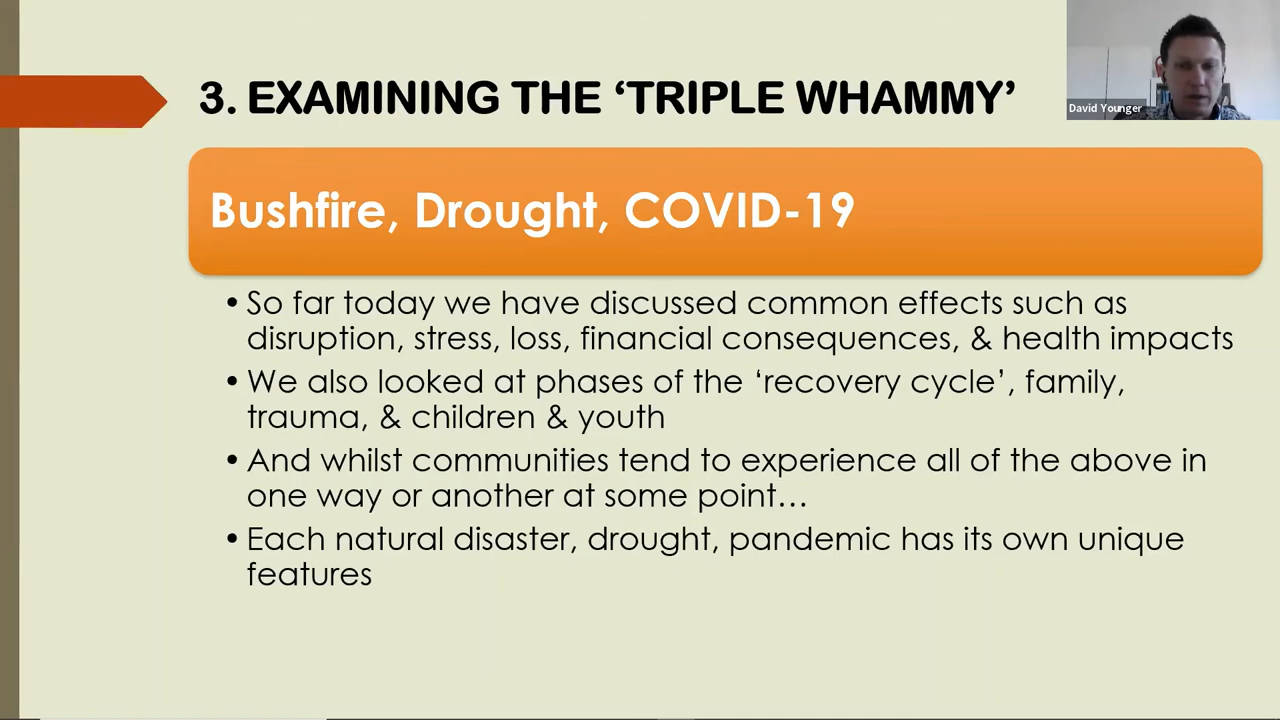 3. EXAMINING THE ‘TRIPLE WHAMMY’
David Younger
Bushfire, Drought, COVID-19
• So far today we have discussed common effects such as
disruption, stress, loss, financial consequences, & health impacts
• We also looked at phases of the ‘recovery cycle’, family,
trauma, & children & youth
• And whilst communities tend to experience all of the above in
one way or another at some point…
• Each natural disaster, drought, pandemic has its own unique
features